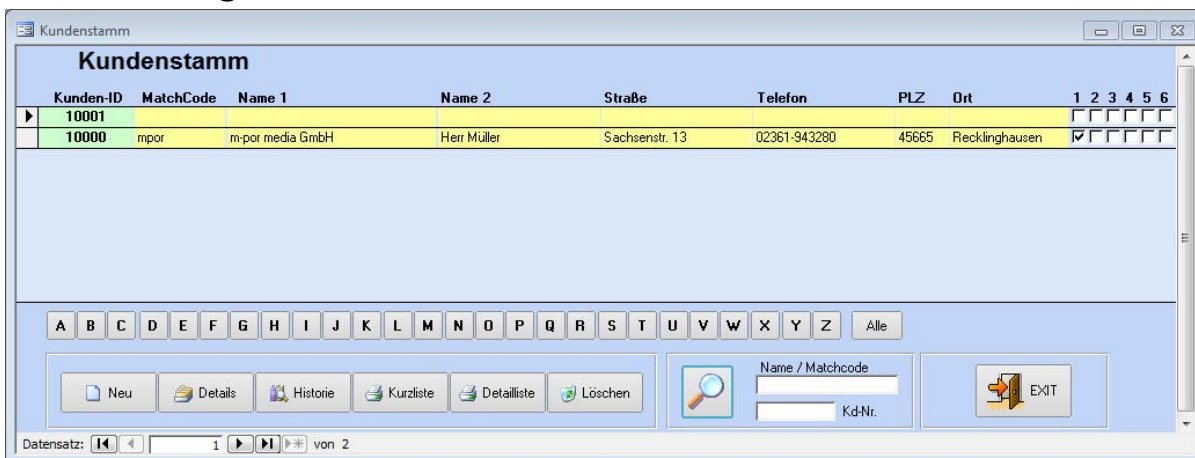 Kundenstamm
Kundenstamm
Kunden-ID MatchCode Name 1 Name 2 Straße Telefon PLZ Ort 1 2 3 4 5 6
10001
10000 mpor m-por media GmbH Herr Müller Sachsenstr. 13 02361-943280 45665 Recklinghausen
A B C D E F G H I J K L M N O P Q R S T U V W X Y Z Alle
Name / Matchcode
Neu Details Historie Kurzliste Detailliste Löschen EXIT
Kd-Nr.
Datensatz: 1 von 2